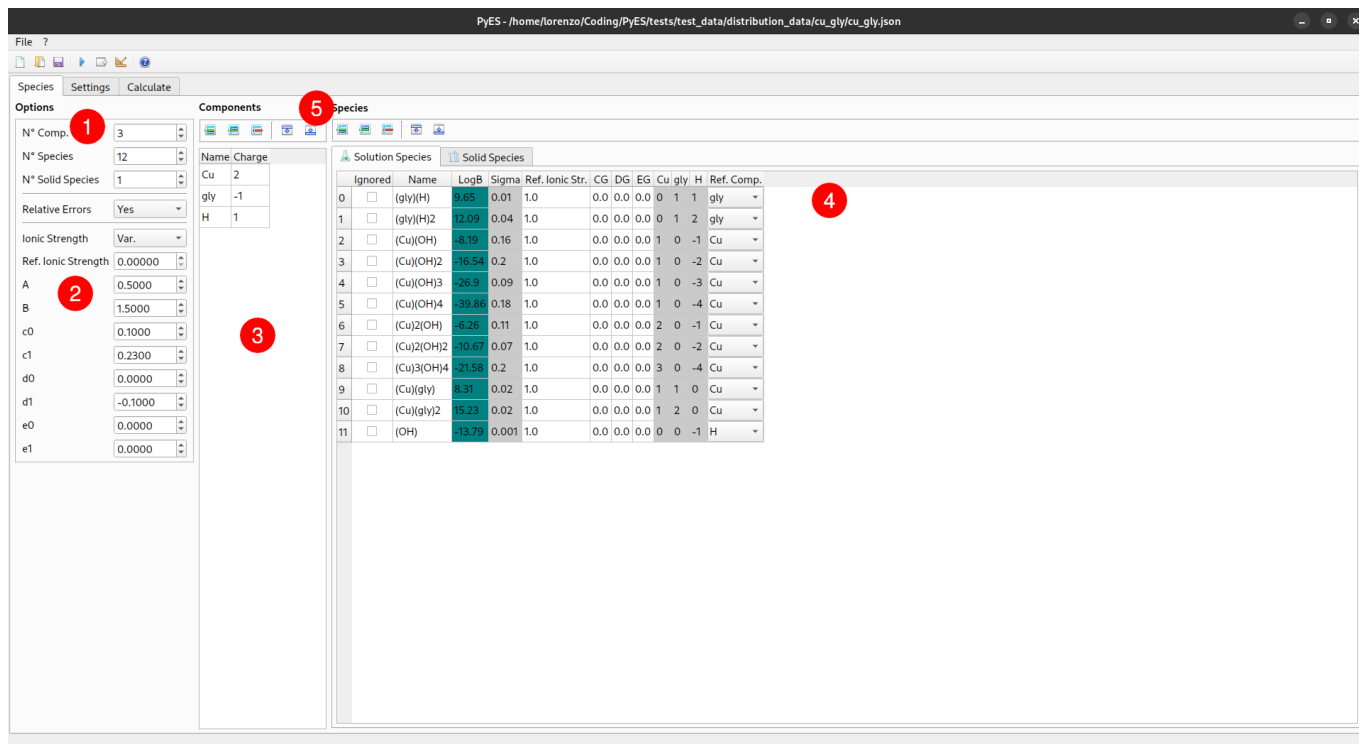 PyES - /home/lorenzo/Coding/PyES/tests/test_data/distribution_data/cu_gly/cu_gly.json
File ?
Species Settings Calculate
Options
1
N° Comp. 3
N° Species 12
N° Solid Species 1
Relative Errors Yes
Ionic Strength Var.
Ref. Ionic Strength 0.00000
2
A 0.5000
B 1.5000
c0 0.1000
c1 0.2300
d0 0.0000
d1 -0.1000
e0 0.0000
e1 0.0000
Components
Name Charge
Cu 2
gly -1
H 1
3
5
Species
Solution Species Solid Species
Ignored Name LogB Sigma Ref. Ionic Str. CG DG EG Cu gly H Ref. Comp.
0 (gly)(H) 9.65 0.01 1.0 0.0 0.0 0.0 0 1 1 gly
1 (gly)(H)2 12.09 0.04 1.0 0.0 0.0 0.0 0 1 2 gly
2 (Cu)(OH) -8.19 0.16 1.0 0.0 0.0 0.0 1 0 -1 Cu
3 (Cu)(OH)2 -16.54 0.2 1.0 0.0 0.0 0.0 1 0 -2 Cu
4 (Cu)(OH)3 -26.9 0.09 1.0 0.0 0.0 0.0 1 0 -3 Cu
5 (Cu)(OH)4 -39.86 0.18 1.0 0.0 0.0 0.0 1 0 -4 Cu
6 (Cu)2(OH) -6.26 0.11 1.0 0.0 0.0 0.0 2 0 -1 Cu
7 (Cu)2(OH)2 -10.67 0.07 1.0 0.0 0.0 0.0 2 0 -2 Cu
8 (Cu)3(OH)4 -21.58 0.2 1.0 0.0 0.0 0.0 3 0 -4 Cu
9 (Cu)(gly) 8.31 0.02 1.0 0.0 0.0 0.0 1 1 0 Cu
10 (Cu)(gly)2 15.23 0.02 1.0 0.0 0.0 0.0 1 2 0 Cu
11 (OH) -13.79 0.001 1.0 0.0 0.0 0.0 0 0 -1 H
4